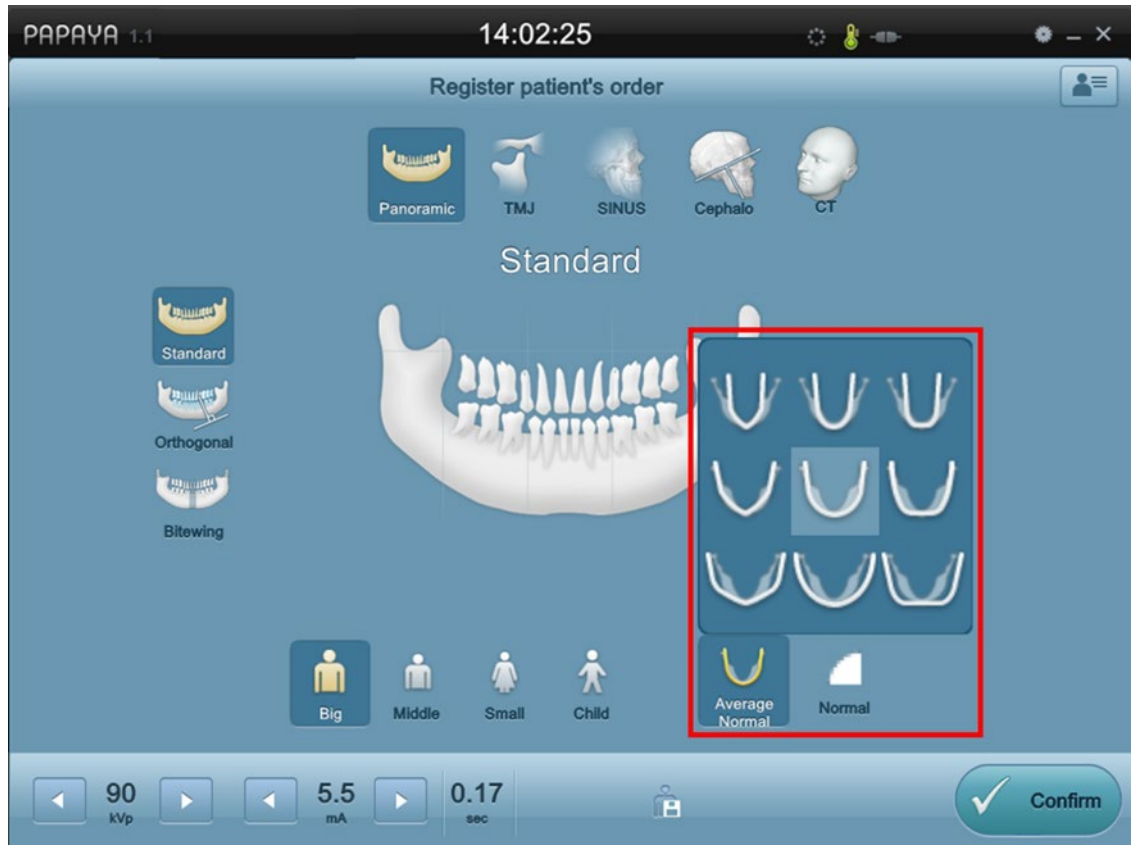 PAPAYA 1.1
14:02:25
Register patient's order
Panoramic
TMJ
SINUS
Cephalo
CT
Standard
Standard
Orthogonal
Bitewing
Big
Middle
Small
Child
Average
Normal
Normal
90
kVp
5.5
mA
0.17
sec
Confirm